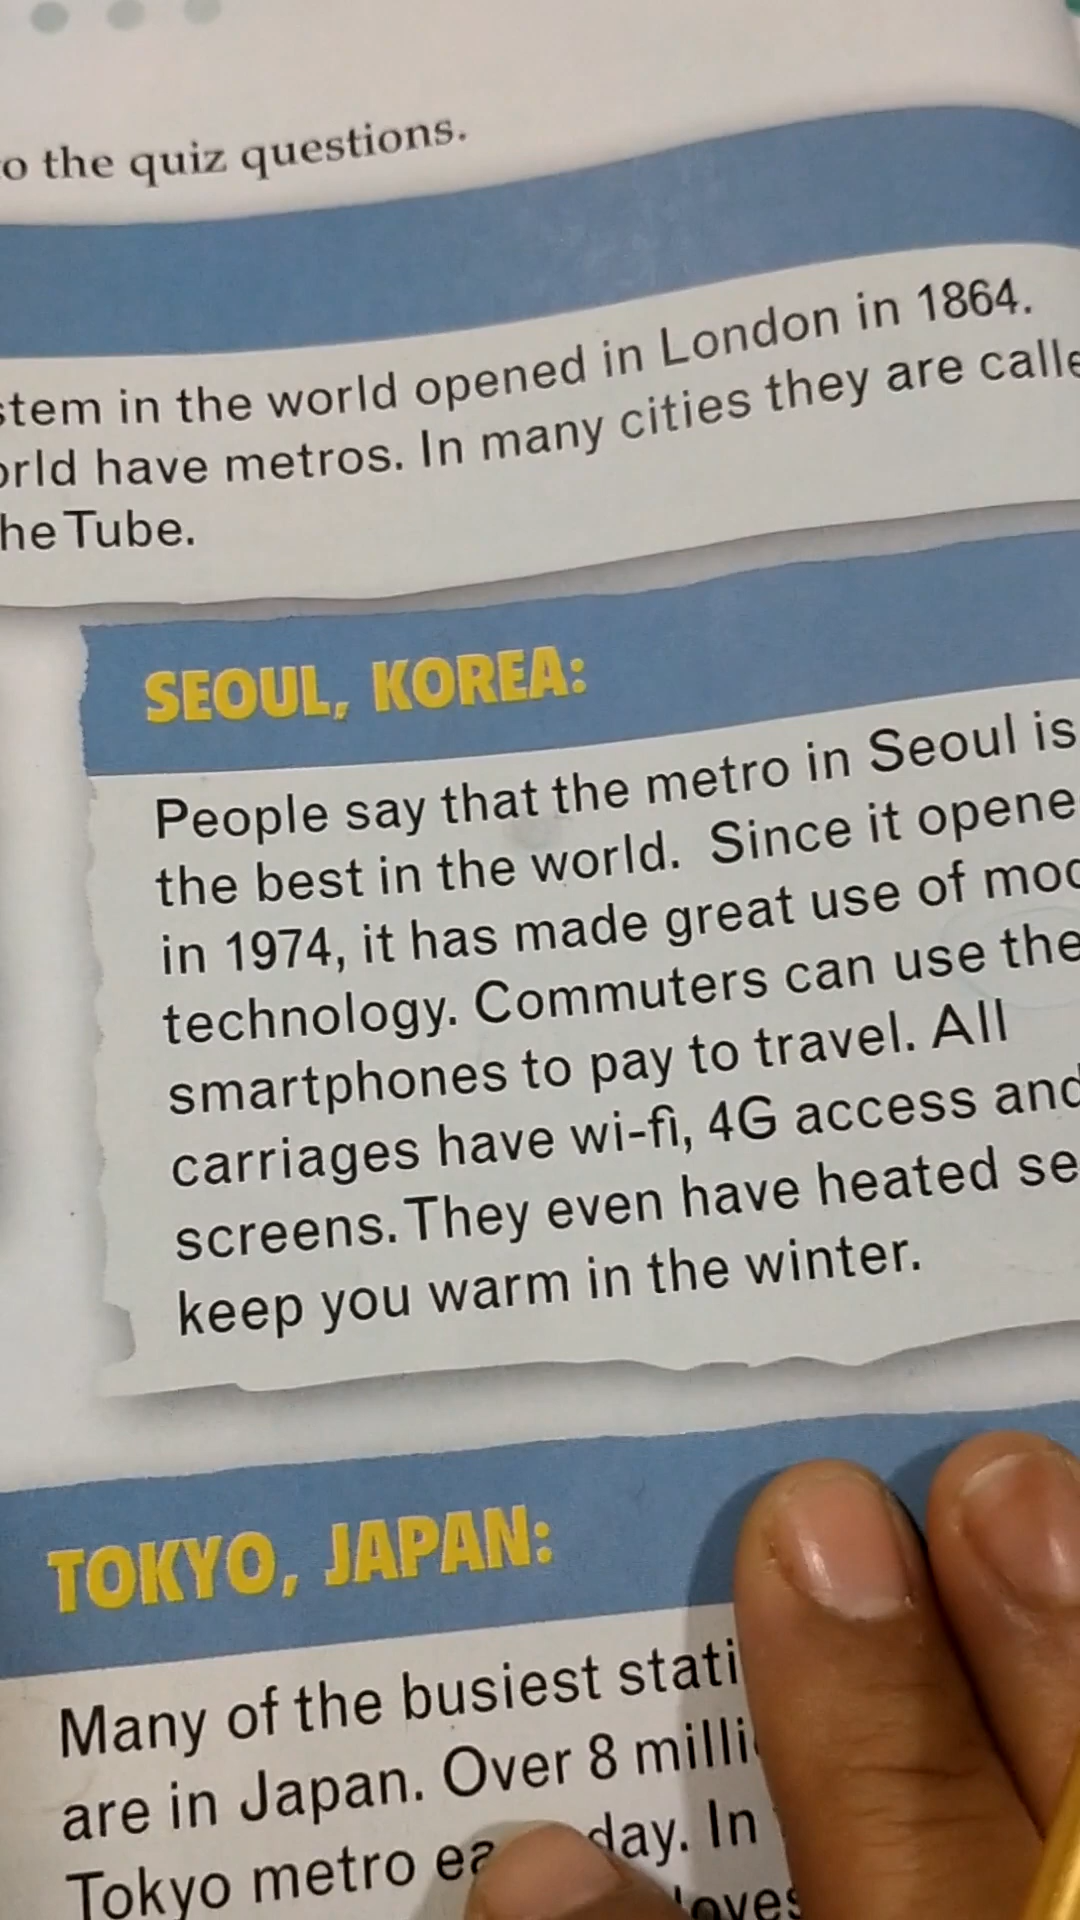 o the quiz questions.
stem in the world opened in London in 1864.
orld have metros. In many cities they are calle
he Tube.
SEOUL, KOREA:
People say that the metro in Seoul is
the best in the world. Since it opene
in 1974, it has made great use of mod
technology. Commuters can use the
smartphones to pay to travel. All
carriages have wi-fi, 4G access and
screens. They even have heated se
keep you warm in the winter.
TOKYO, JAPAN:
Many of the busiest stati
are in Japan. Over 8 milli
Tokyo metro ea day. In
loves